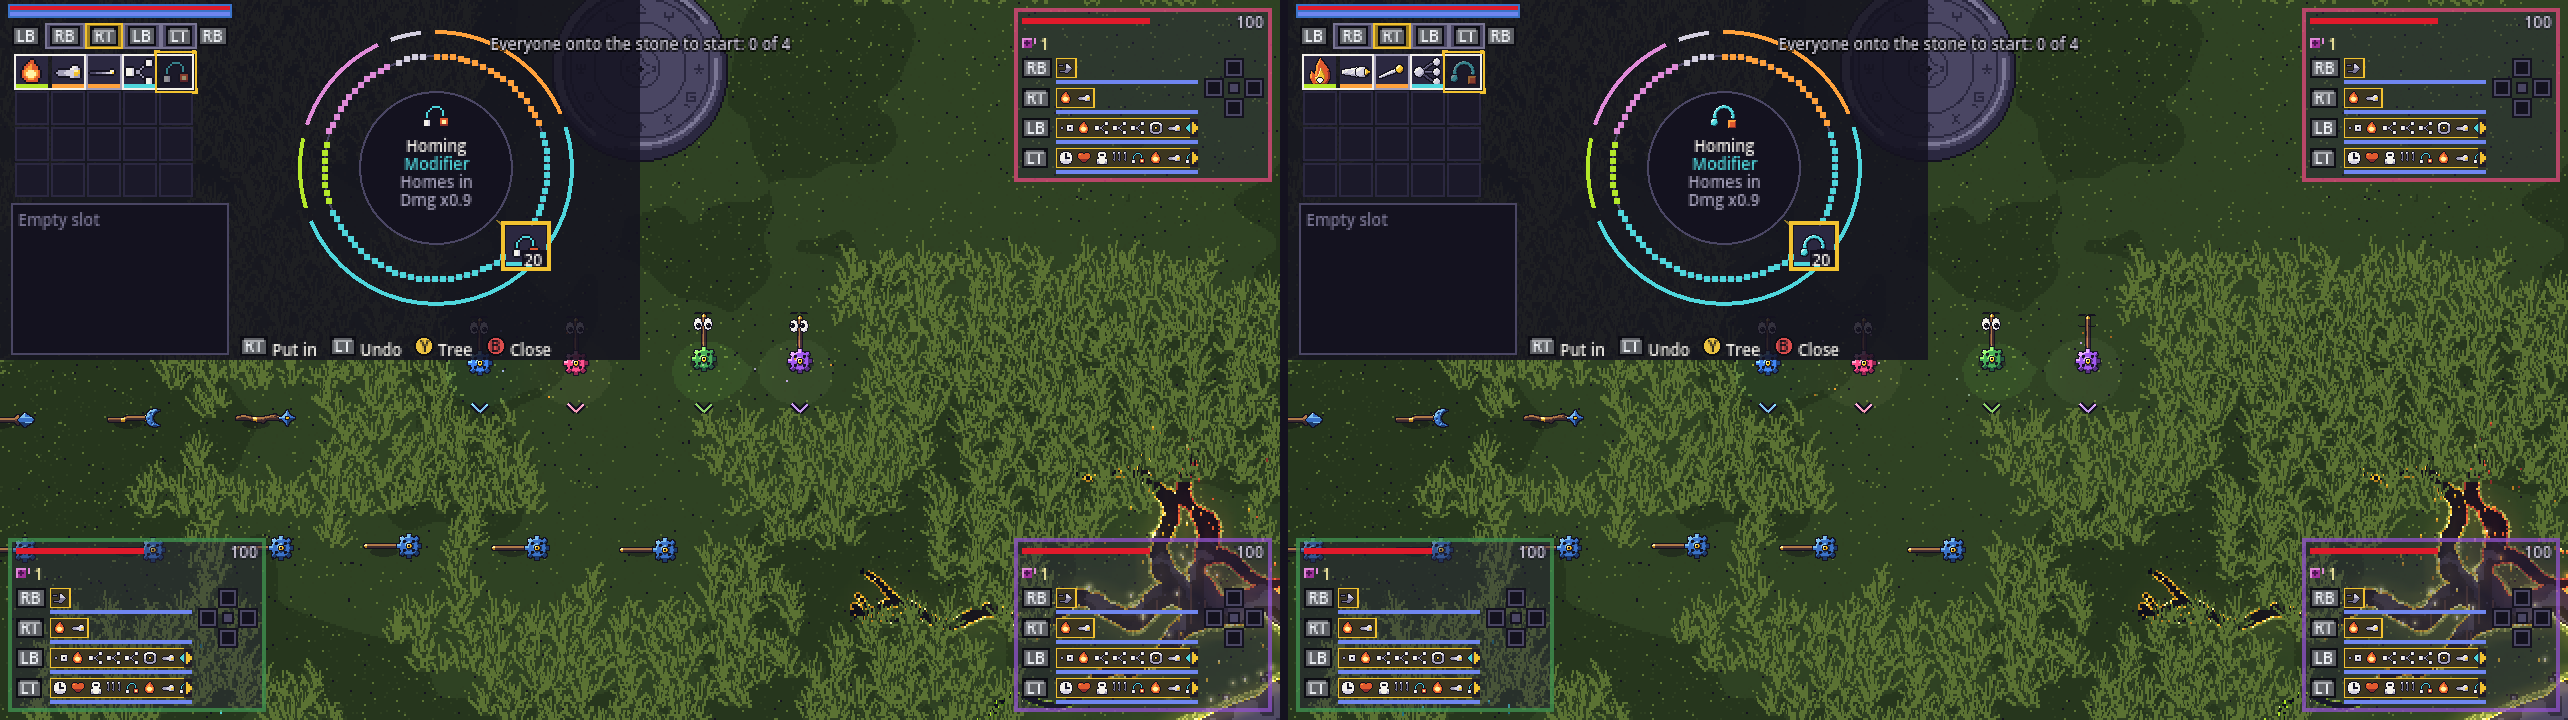 LB RB RT LB LT RB
Everyone onto the stone to start: 0 of 4
Homing
Modifier
Homes in
Dmg x0.9
20
Empty slot
RT Put in LT Undo Y Tree B Close
100
1
RB
RT
LB
LT
100
1
RB
RT
LB
LT
100
1
RB
RT
LB
LT
LB RB RT LB LT RB
Everyone onto the stone to start: 0 of 4
Homing
Modifier
Homes in
Dmg x0.9
20
Empty slot
RT Put in LT Undo Y Tree B Close
100
1
RB
RT
LB
LT
100
1
RB
RT
LB
LT
100
1
RB
RT
LB
LT